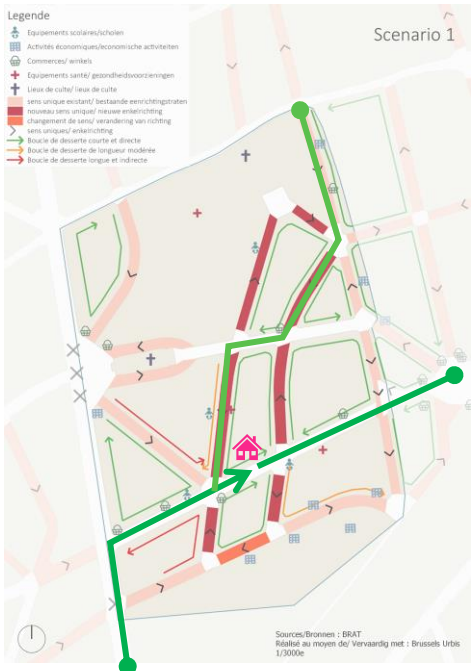 Legende
Scenario 1
Equipements scolaires/scholen
Activités économiques/economische activiteiten
Commerces/ winkels
Equipements santé/ gezondheidsvoorzieningen
Lieux de culte/ lieux de culte
sens unique existant/ bestaande eenrichtingstraten
nouveau sens unique/ nieuwe enkelrichting
changement de sens/ verandering van richting
sens uniques/ enkelrichting
Boucle de desserte courte et directe
Boucle de desserte de longueur modérée
Boucle de desserte longue et indirecte
Sources/Bronnen : BRAT
Réalisé au moyen de/ Vervaardig met : Brussels Urbis
1/3000e